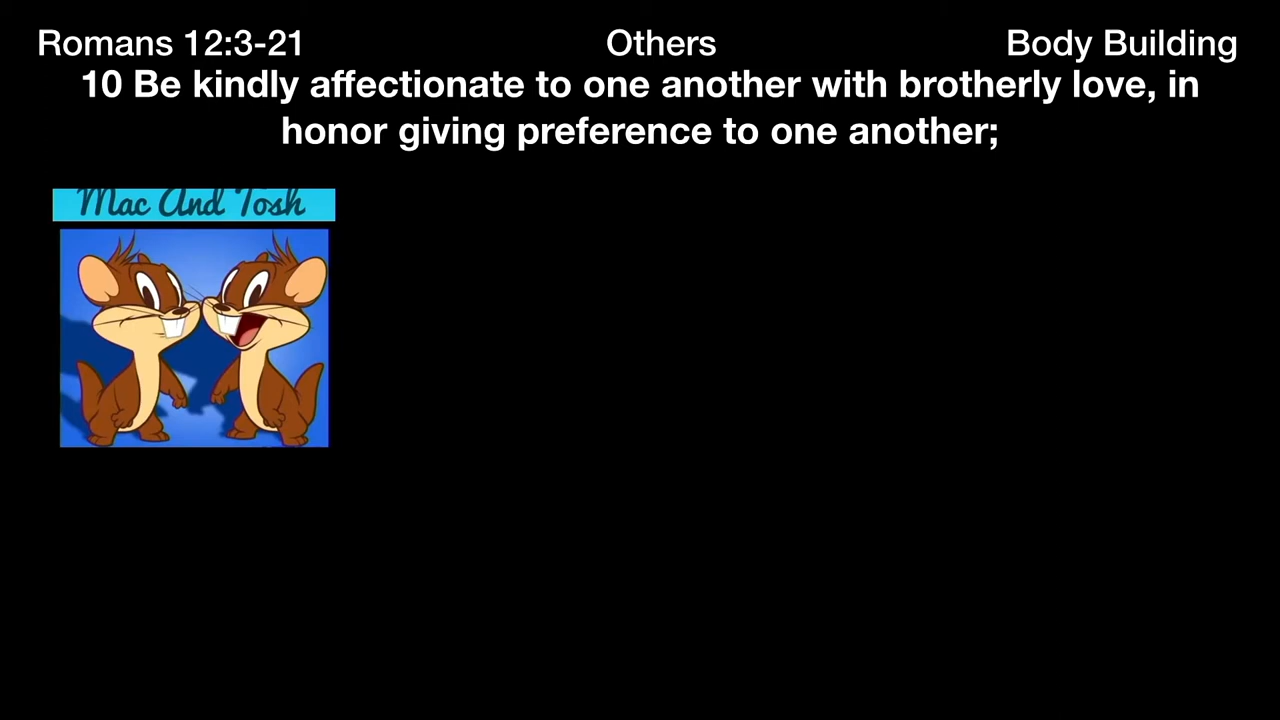 Romans 12:3-21 Others Body Building
10 Be kindly affectionate to one another with brotherly love, in
honor giving preference to one another;
Mac And Tosh